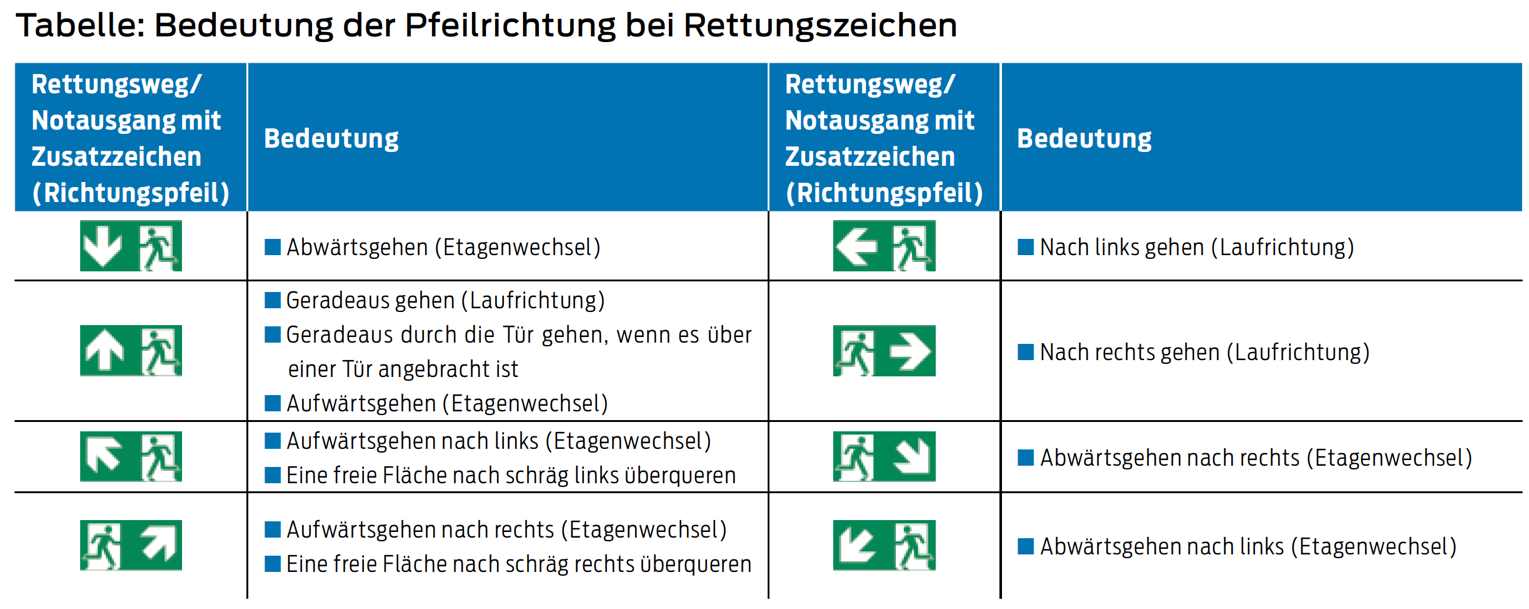 Tabelle: Bedeutung der Pfeilrichtung bei Rettungszeichen
Rettungsweg/
Notausgang mit
Zusatzzeichen
(Richtungspfeil)
Bedeutung
Rettungsweg/
Notausgang mit
Zusatzzeichen
(Richtungspfeil)
Bedeutung
Abwärtsgehen (Etagenwechsel)
Nach links gehen (Laufrichtung)
Geradeaus gehen (Laufrichtung)
Geradeaus durch die Tür gehen, wenn es über
einer Tür angebracht ist
Aufwärtsgehen (Etagenwechsel)
Nach rechts gehen (Laufrichtung)
Aufwärtsgehen nach links (Etagenwechsel)
Eine freie Fläche nach schräg links überqueren
Abwärtsgehen nach rechts (Etagenwechsel)
Aufwärtsgehen nach rechts (Etagenwechsel)
Eine freie Fläche nach schräg rechts überqueren
Abwärtsgehen nach links (Etagenwechsel)